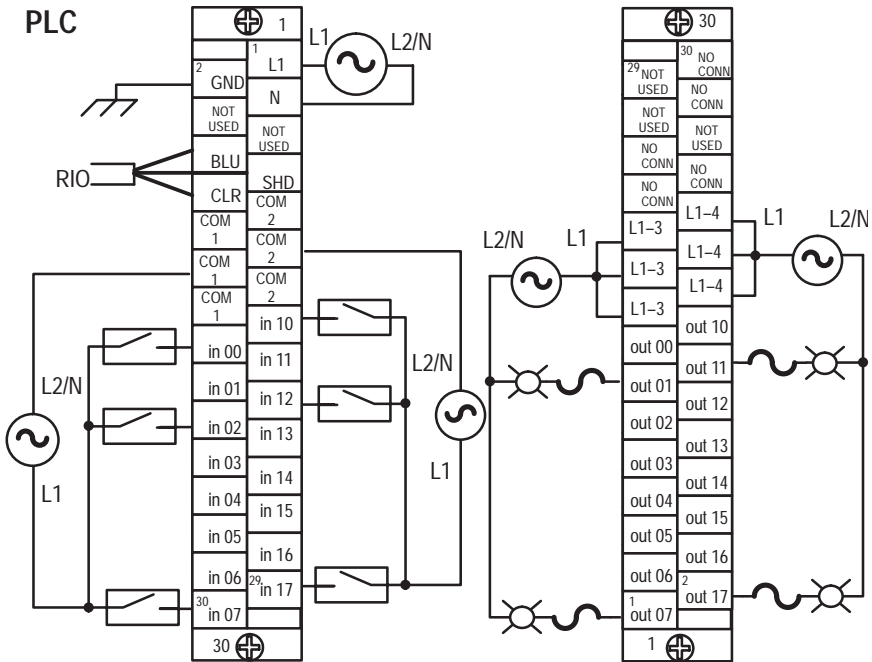 PLC
1
1
L1
L2/N
L1
2
GND
N
NOT
USED
NOT
USED
RIO
BLU
SHD
CLR
COM
1
COM
2
COM
1
COM
2
COM
1
COM
2
in 10
in 00
in 11
in 01
in 12
in 02
in 13
in 03
in 14
in 04
in 15
in 05
in 16
in 06
29
in 17
30
in 07
30
L2/N
L1
L2/N
L1
30
29
NOT
USED
30
NO
CONN
NOT
USED
NO
CONN
NO
CONN
NOT
USED
NO
CONN
NO
CONN
L1–3
L1–4
L1–3
L1–4
L1–3
L1–4
L2/N
L1
L1
L2/N
out 10
out 00
out 11
out 01
out 12
out 02
out 13
out 03
out 14
out 04
out 15
out 05
out 16
out 06
2
out 17
1
out 07
1